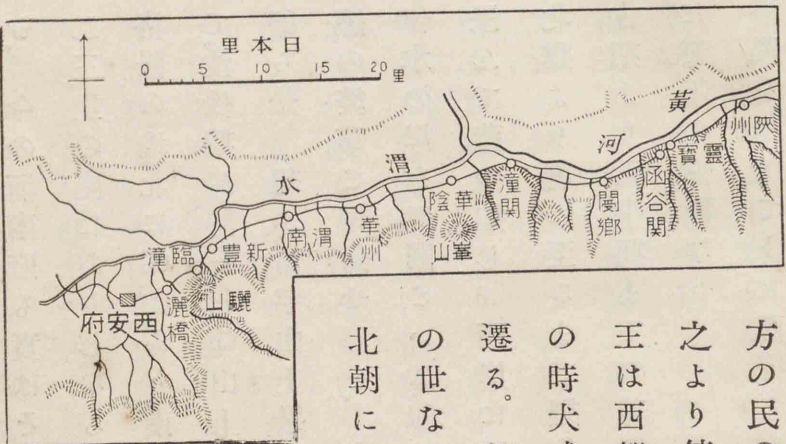 日本里
0 5 10 15 20 里
黃河
渭水
陝州
靈寶
函谷関
閿鄕
潼関
華陰
華山
華州
渭南
新豊
臨潼
驪山
灞橋
西安府
方の民の
之より
王は西
の時犬
遷る。
の世な
北朝に